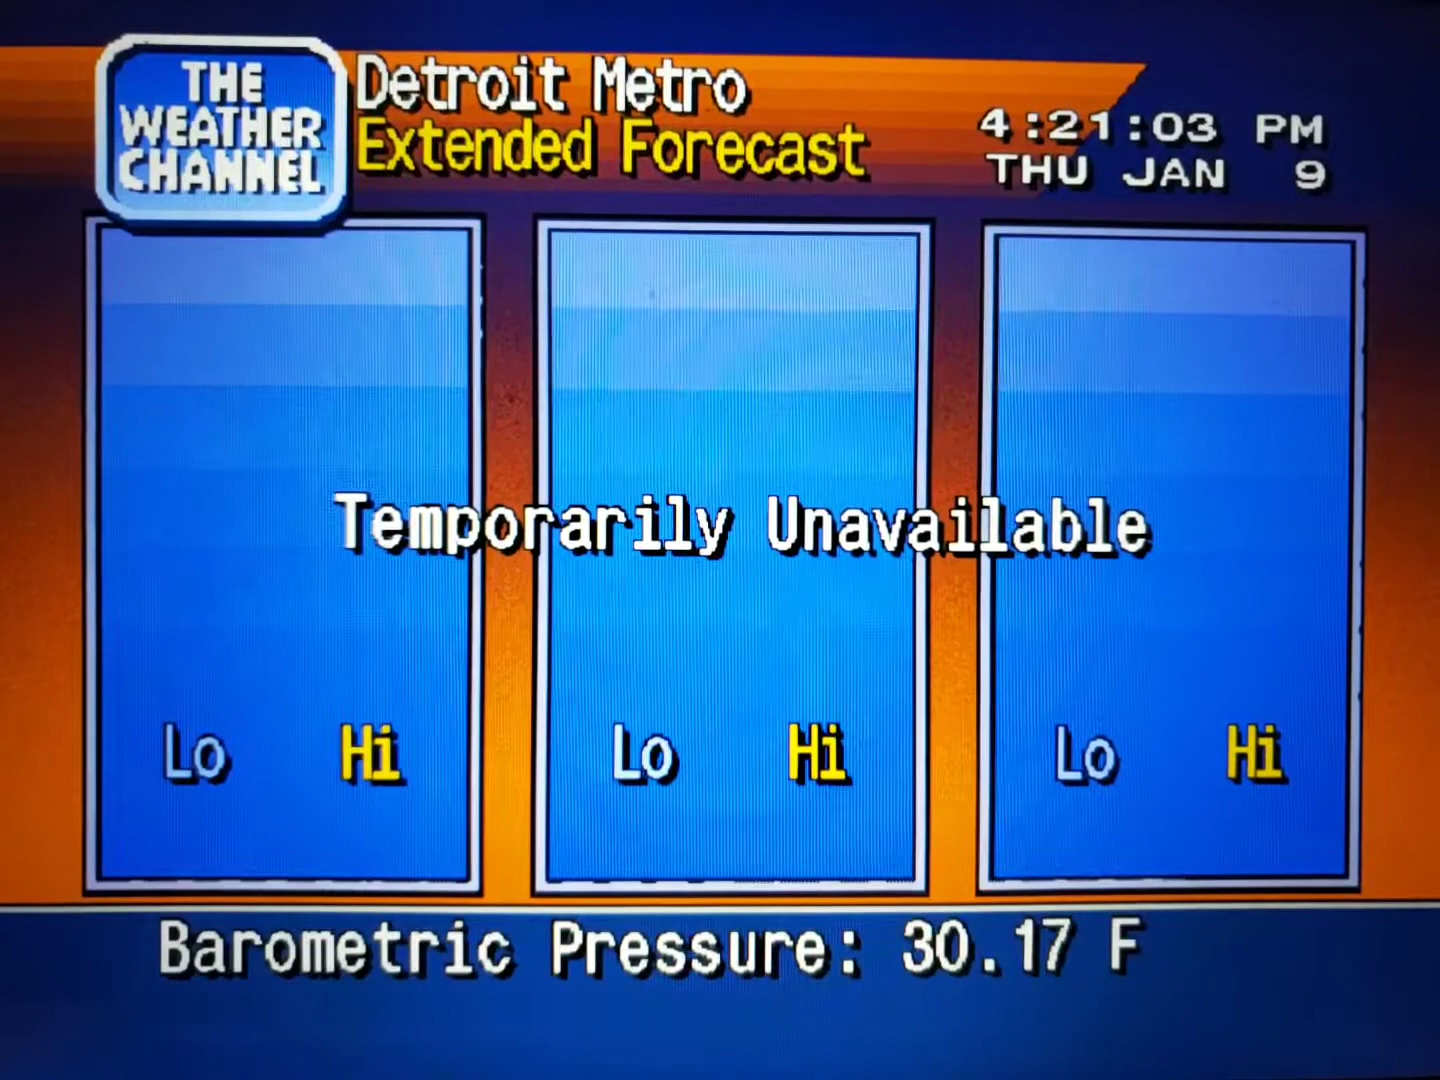 THE
WEATHER
CHANNEL
Detroit Metro
Extended Forecast
4:21:03 PM
THU JAN 9
Temporarily Unavailable
Lo Hi
Lo Hi
Lo Hi
Barometric Pressure: 30.17 F